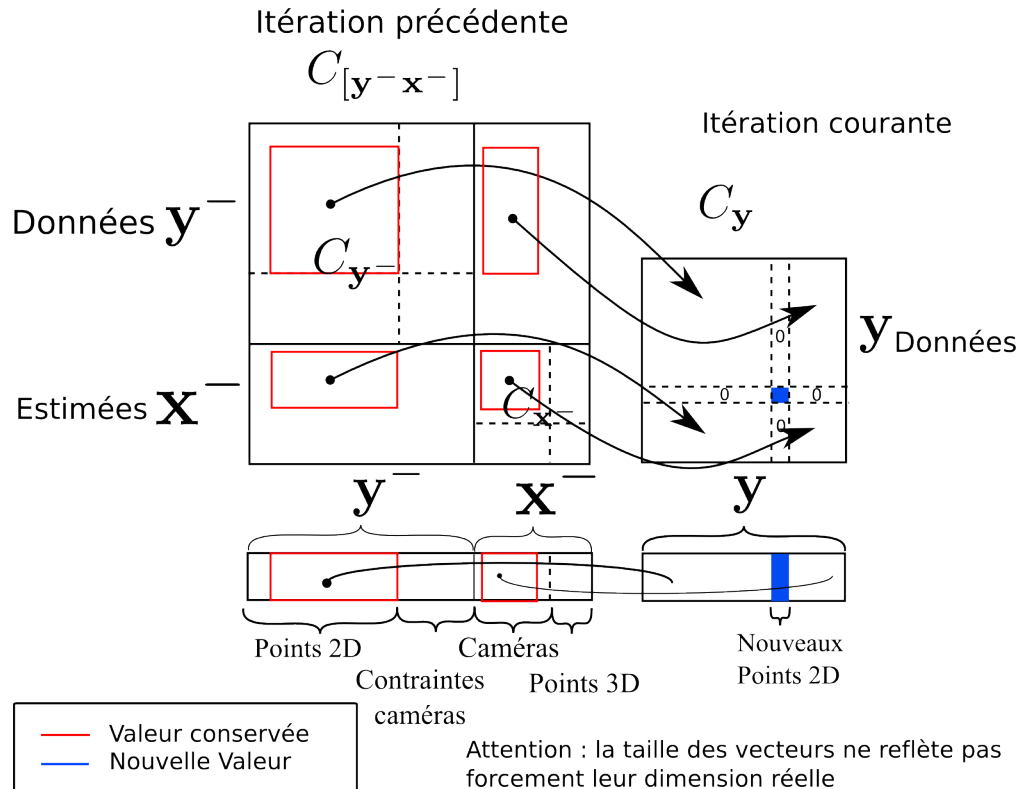 Itération précédente
C[y⁻ x⁻]
Itération courante
Données y⁻
C_y⁻
C_y
y Données
0
0
0
0
Estimées x⁻
C_x⁻
y⁻
x⁻
y
Points 2D
Caméras
Nouveaux
Points 2D
Contraintes
caméras
Points 3D
Valeur conservée
Nouvelle Valeur
Attention : la taille des vecteurs ne reflète pas
forcement leur dimension réelle